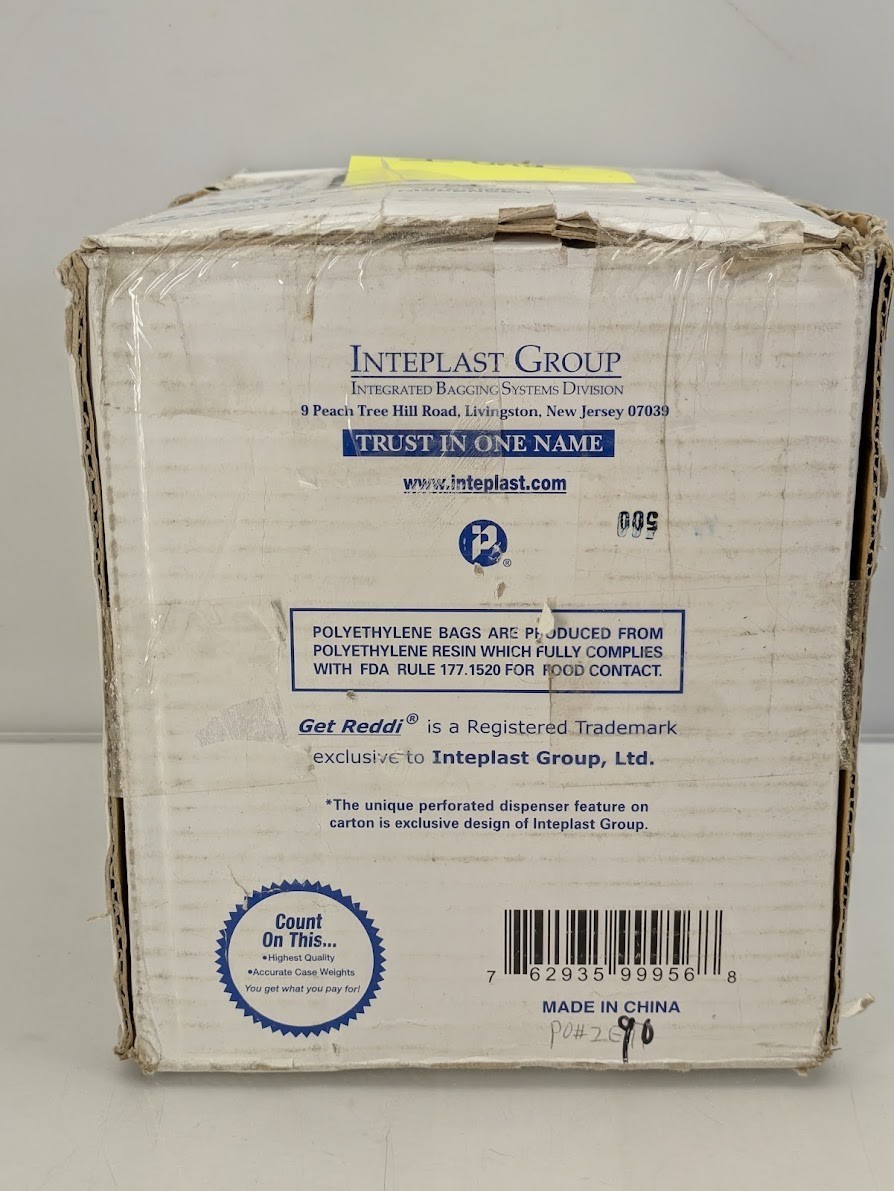 INTEPLAST GROUP
INTEGRATED BAGGING SYSTEMS DIVISION
9 Peach Tree Hill Road, Livingston, New Jersey 07039
TRUST IN ONE NAME
www.inteplast.com
500
®
POLYETHYLENE BAGS ARE PRODUCED FROM
POLYETHYLENE RESIN WHICH FULLY COMPLIES
WITH FDA RULE 177.1520 FOR FOOD CONTACT.
Get Reddi® is a Registered Trademark
exclusive to Inteplast Group, Ltd.
*The unique perforated dispenser feature on
carton is exclusive design of Inteplast Group.
Count
On This...
•Highest Quality
•Accurate Case Weights
You get what you pay for!
7 62935 99956 8
MADE IN CHINA
90